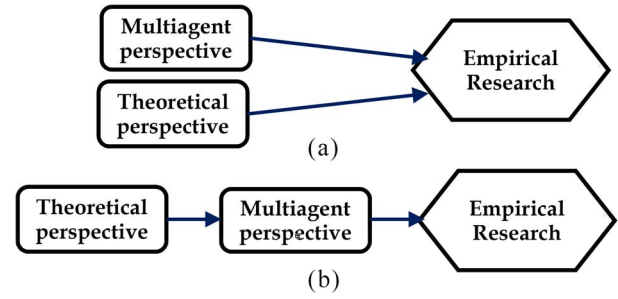 Multiagent
perspective
Empirical
Research
Theoretical
perspective
(a)
Theoretical
perspective
Multiagent
perspective
Empirical
Research
(b)